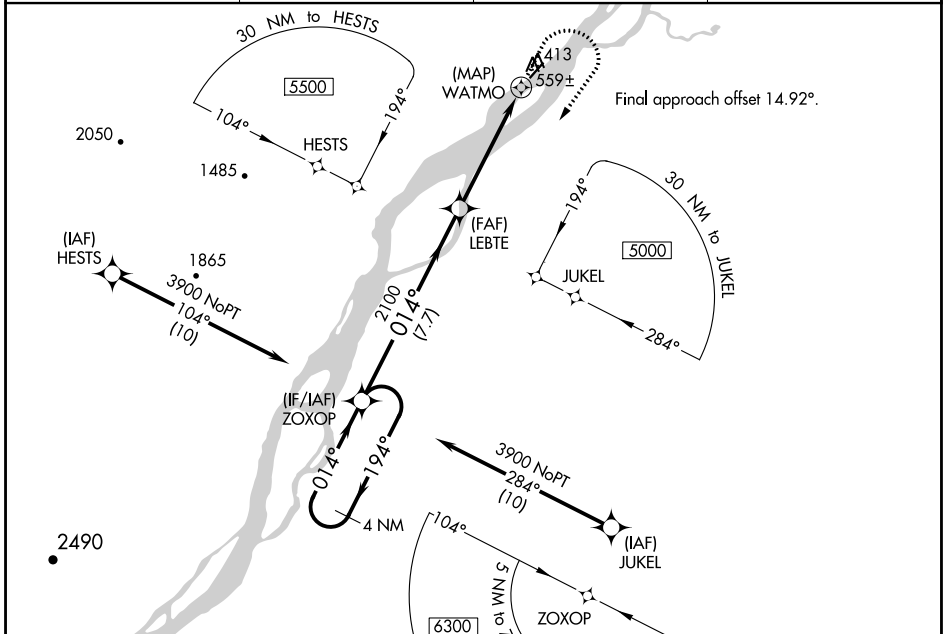 30 NM to HESTS
5500
104°
194°
HESTS
(MAP)
WATMO
413
559±
Final approach offset 14.92°.
2050
1485
(IAF)
HESTS
1865
3900 NoPT
104°
(10)
(FAF)
LEBTE
194°
30 NM to JUKEL
5000
JUKEL
284°
2100
014°
(7.7)
(IF/IAF)
ZOXOP
014°
194°
4 NM
3900 NoPT
284°
(10)
(IAF)
JUKEL
2490
104°
5 NM to
6300
ZOXOP